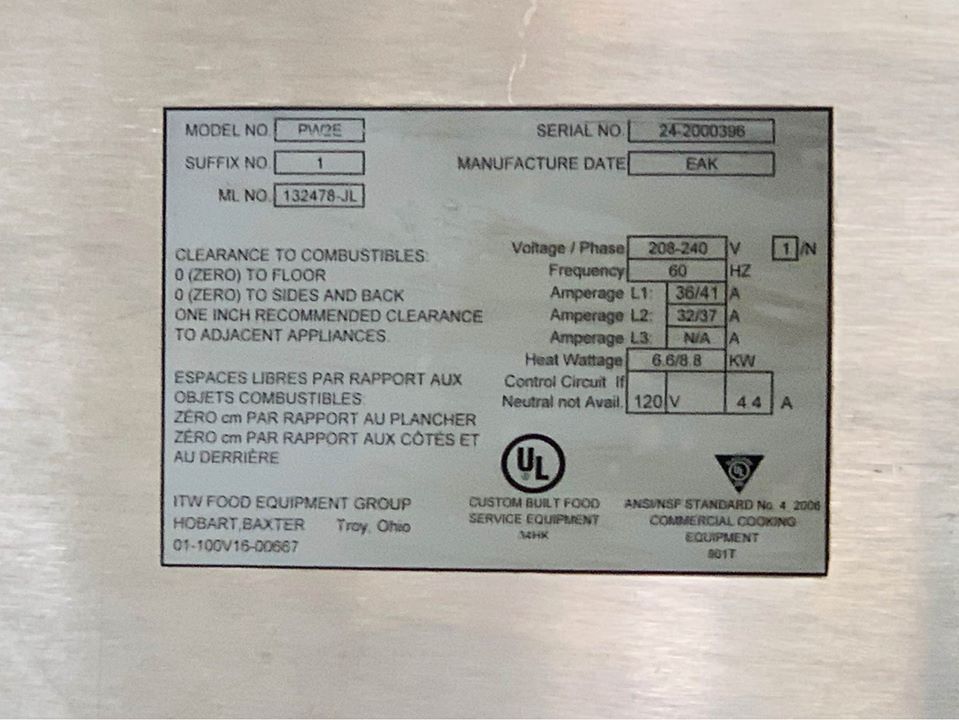 MODEL NO. PW2E
SERIAL NO. 24-2000396
SUFFIX NO. 1
MANUFACTURE DATE EAK
ML NO. 132478-JL
CLEARANCE TO COMBUSTIBLES:
0 (ZERO) TO FLOOR
0 (ZERO) TO SIDES AND BACK
ONE INCH RECOMMENDED CLEARANCE
TO ADJACENT APPLIANCES.
ESPACES LIBRES PAR RAPPORT AUX
OBJETS COMBUSTIBLES:
ZÉRO cm PAR RAPPORT AU PLANCHER
ZÉRO cm PAR RAPPORT AUX CÔTÉS ET
AU DERRIÈRE
ITW FOOD EQUIPMENT GROUP
HOBART,BAXTER Troy, Ohio
01-100V16-00667
Voltage / Phase 208-240 V 1 /N
Frequency 60 HZ
Amperage L1: 36/41 A
Amperage L2: 32/37 A
Amperage L3: N/A A
Heat Wattage 6.6/8.8 KW
Control Circuit If
Neutral not Avail. 120 V 4.4 A
UL
CUSTOM BUILT FOOD
SERVICE EQUIPMENT
34HK
UL
ANSI/NSF STANDARD No. 4 2006
COMMERCIAL COOKING
EQUIPMENT
901T